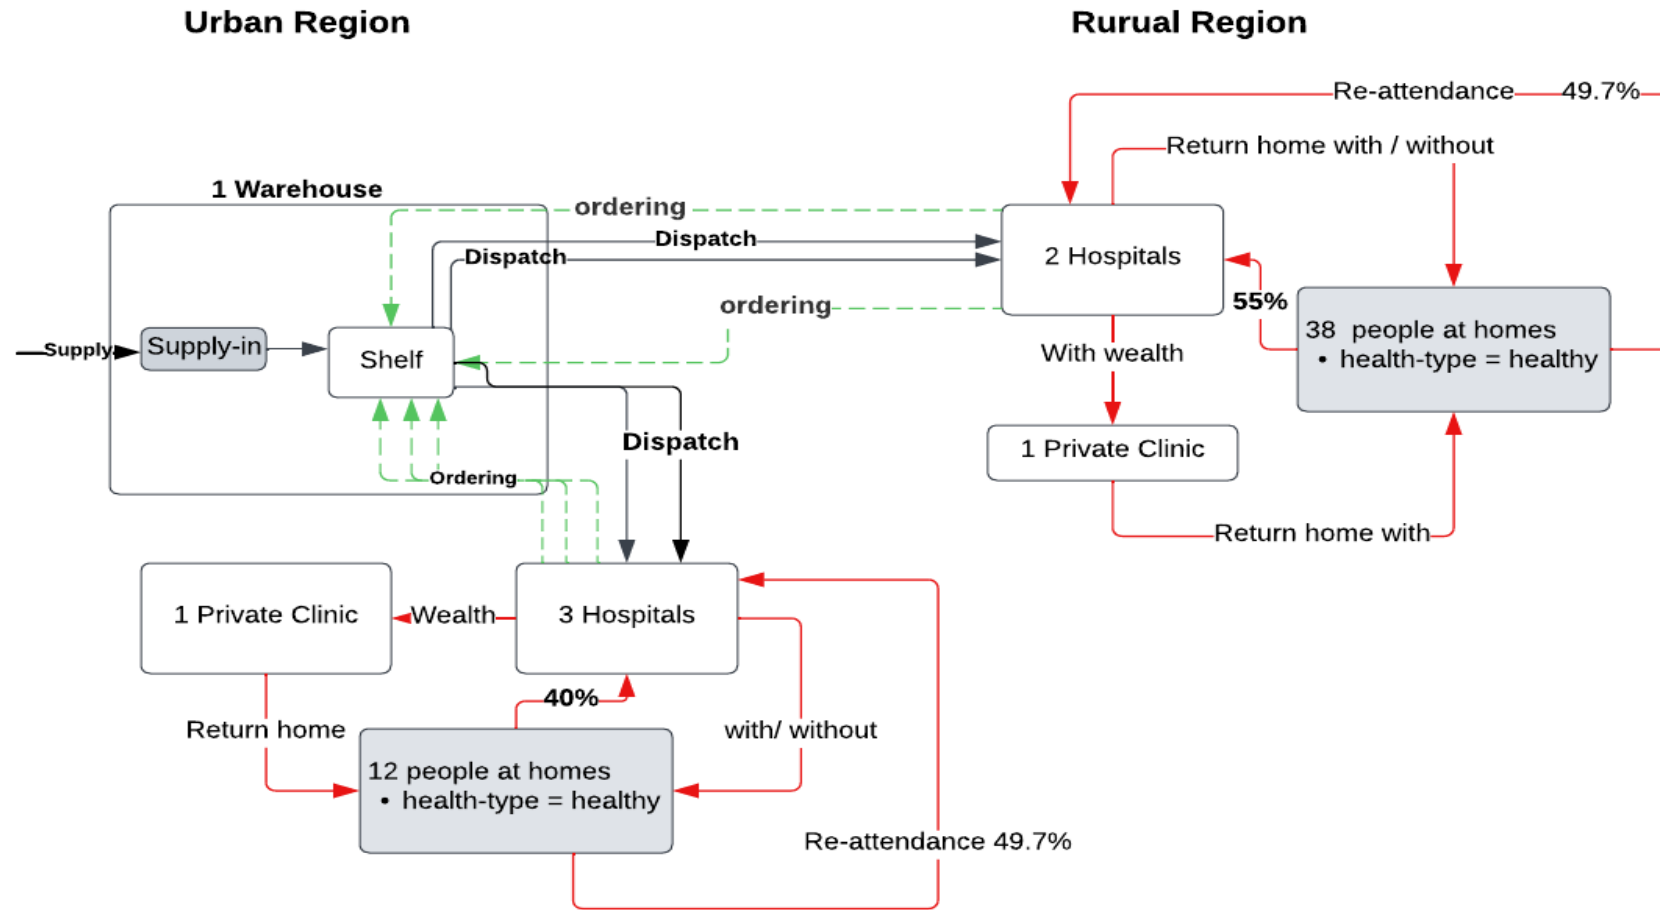 Urban Region
Rurual Region
Re-attendance 49.7%
Return home with / without
1 Warehouse
ordering
Dispatch
Dispatch
2 Hospitals
ordering
55%
Supply
Supply-in
Shelf
With wealth
38 people at homes
• health-type = healthy
Dispatch
1 Private Clinic
Ordering
Return home with
1 Private Clinic
Wealth
3 Hospitals
40%
Return home
with/ without
12 people at homes
• health-type = healthy
Re-attendance 49.7%